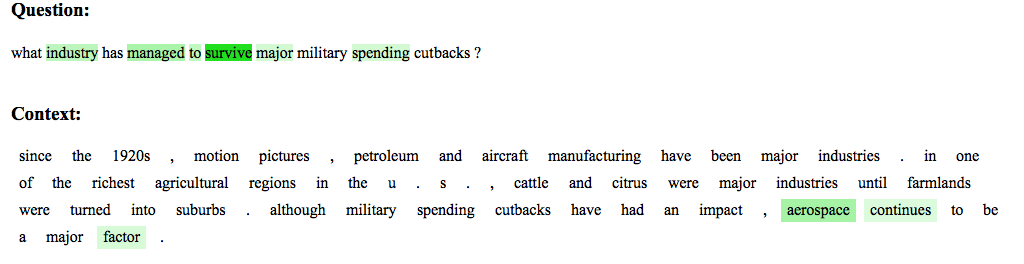 Question:
what industry has managed to survive major military spending cutbacks ?
Context:
since the 1920s , motion pictures , petroleum and aircraft manufacturing have been major industries . in one
of the richest agricultural regions in the u . s . , cattle and citrus were major industries until farmlands
were turned into suburbs . although military spending cutbacks have had an impact , aerospace continues to be
a major factor .